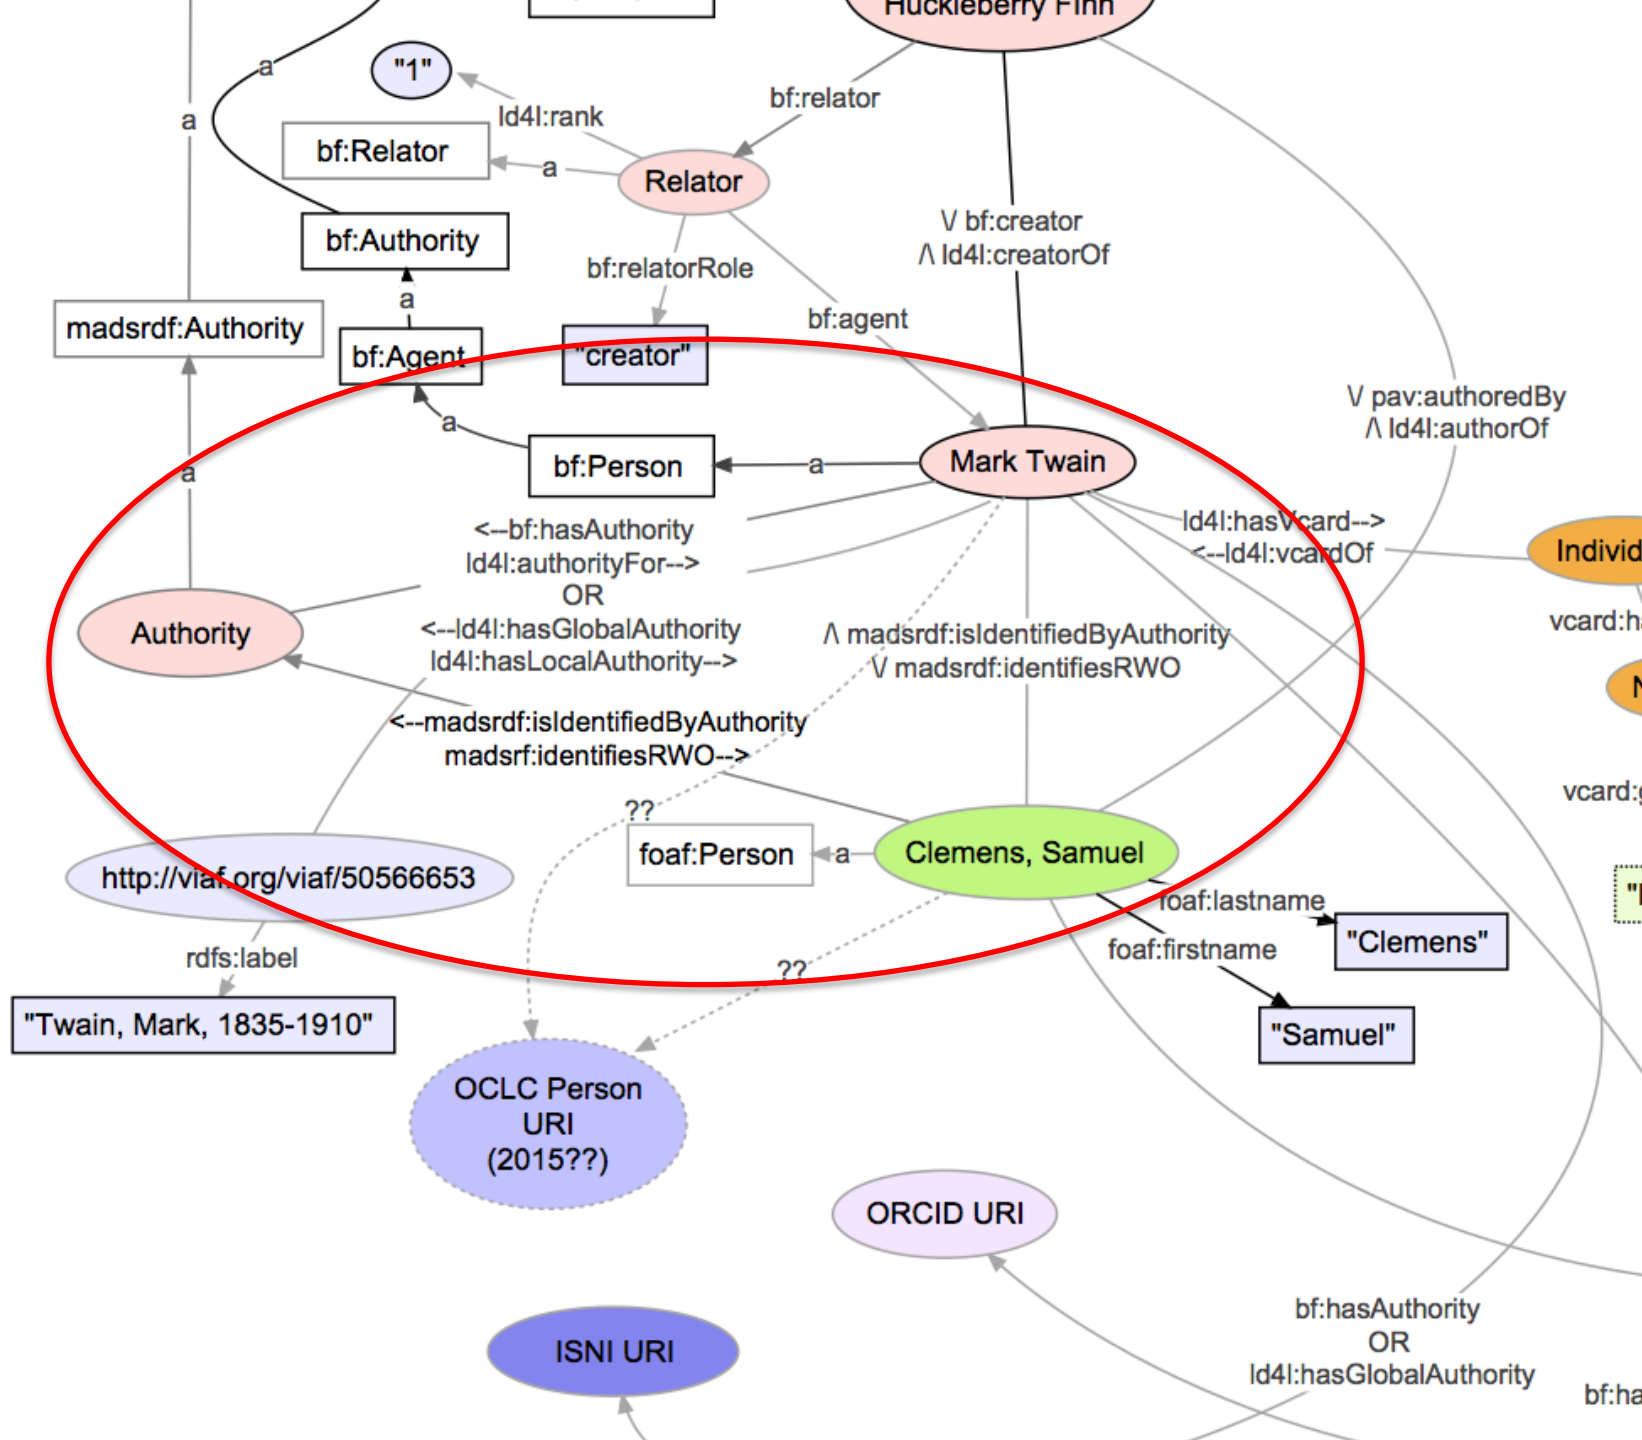 Huckleberry Finn
a
"1"
bf:relator
ld4l:rank
a
bf:Relator
a
Relator
\/ bf:creator
/\ ld4l:creatorOf
bf:Authority
bf:relatorRole
a
bf:agent
madsrdf:Authority
bf:Agent
"creator"
\/ pav:authoredBy
/\ ld4l:authorOf
a
bf:Person
a
Mark Twain
a
<--bf:hasAuthority
ld4l:authorityFor-->
OR
<--ld4l:hasGlobalAuthority
ld4l:hasLocalAuthority-->
ld4l:hasVcard-->
<--ld4l:vcardOf
Authority
/\ madsrdf:isIdentifiedByAuthority
\/ madsrdf:identifiesRWO
<--madsrdf:isIdentifiedByAuthority
madsrf:identifiesRWO-->
??
foaf:Person
a
Clemens, Samuel
http://viaf.org/viaf/50566653
foaf:lastname
"Clemens"
foaf:firstname
rdfs:label
??
"Twain, Mark, 1835-1910"
"Samuel"
OCLC Person
URI
(2015??)
ORCID URI
ISNI URI
bf:hasAuthority
OR
ld4l:hasGlobalAuthority